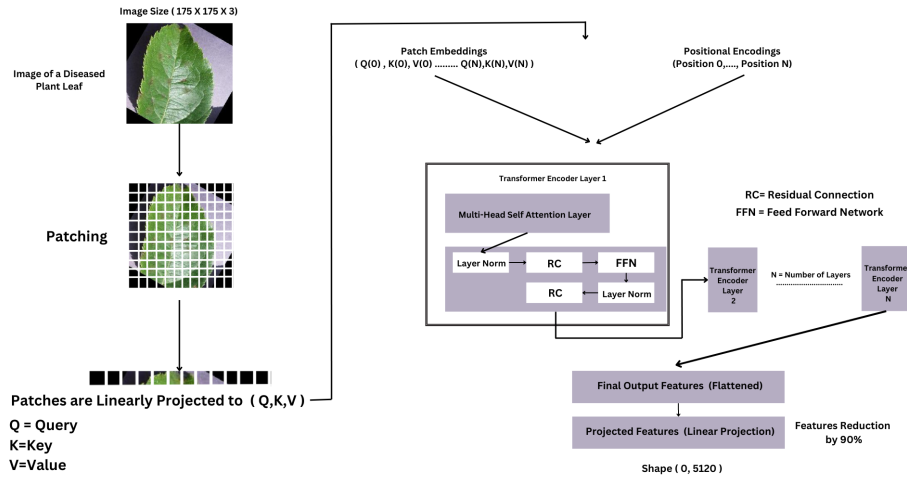 Image Size ( 175 X 175 X 3)
Image of a Diseased
Plant Leaf
Patching
Patches are Linearly Projected to ( Q,K,V )
Q = Query
K=Key
V=Value
Patch Embeddings
( Q(0) , K(0), V(0) ......... Q(N),K(N),V(N) )
Positional Encodings
(Position 0,...., Position N)
Transformer Encoder Layer 1
Multi-Head Self Attention Layer
Layer Norm
RC
FFN
RC
Layer Norm
RC= Residual Connection
FFN = Feed Forward Network
Transformer
Encoder
Layer
2
N = Number of Layers
Transformer
Encoder
Layer
N
Final Output Features (Flattened)
Projected Features (Linear Projection)
Features Reduction
by 90%
Shape ( 0, 5120 )